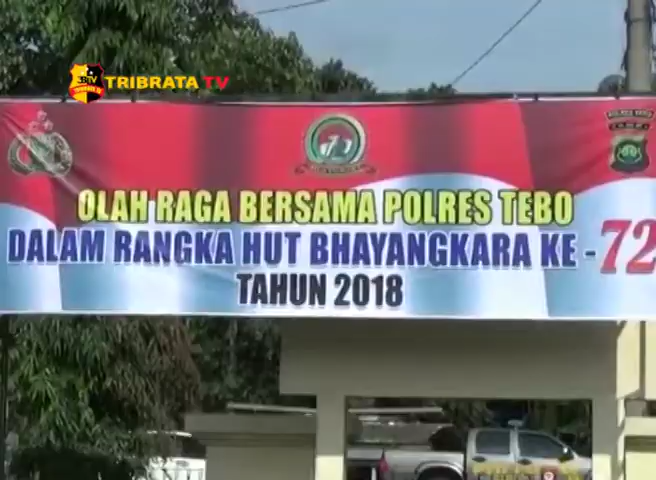 TRIBRATA TV
OLAH RAGA BERSAMA POLRES TEBO
DALAM RANGKA HUT BHAYANGKARA KE - 72
TAHUN 2018